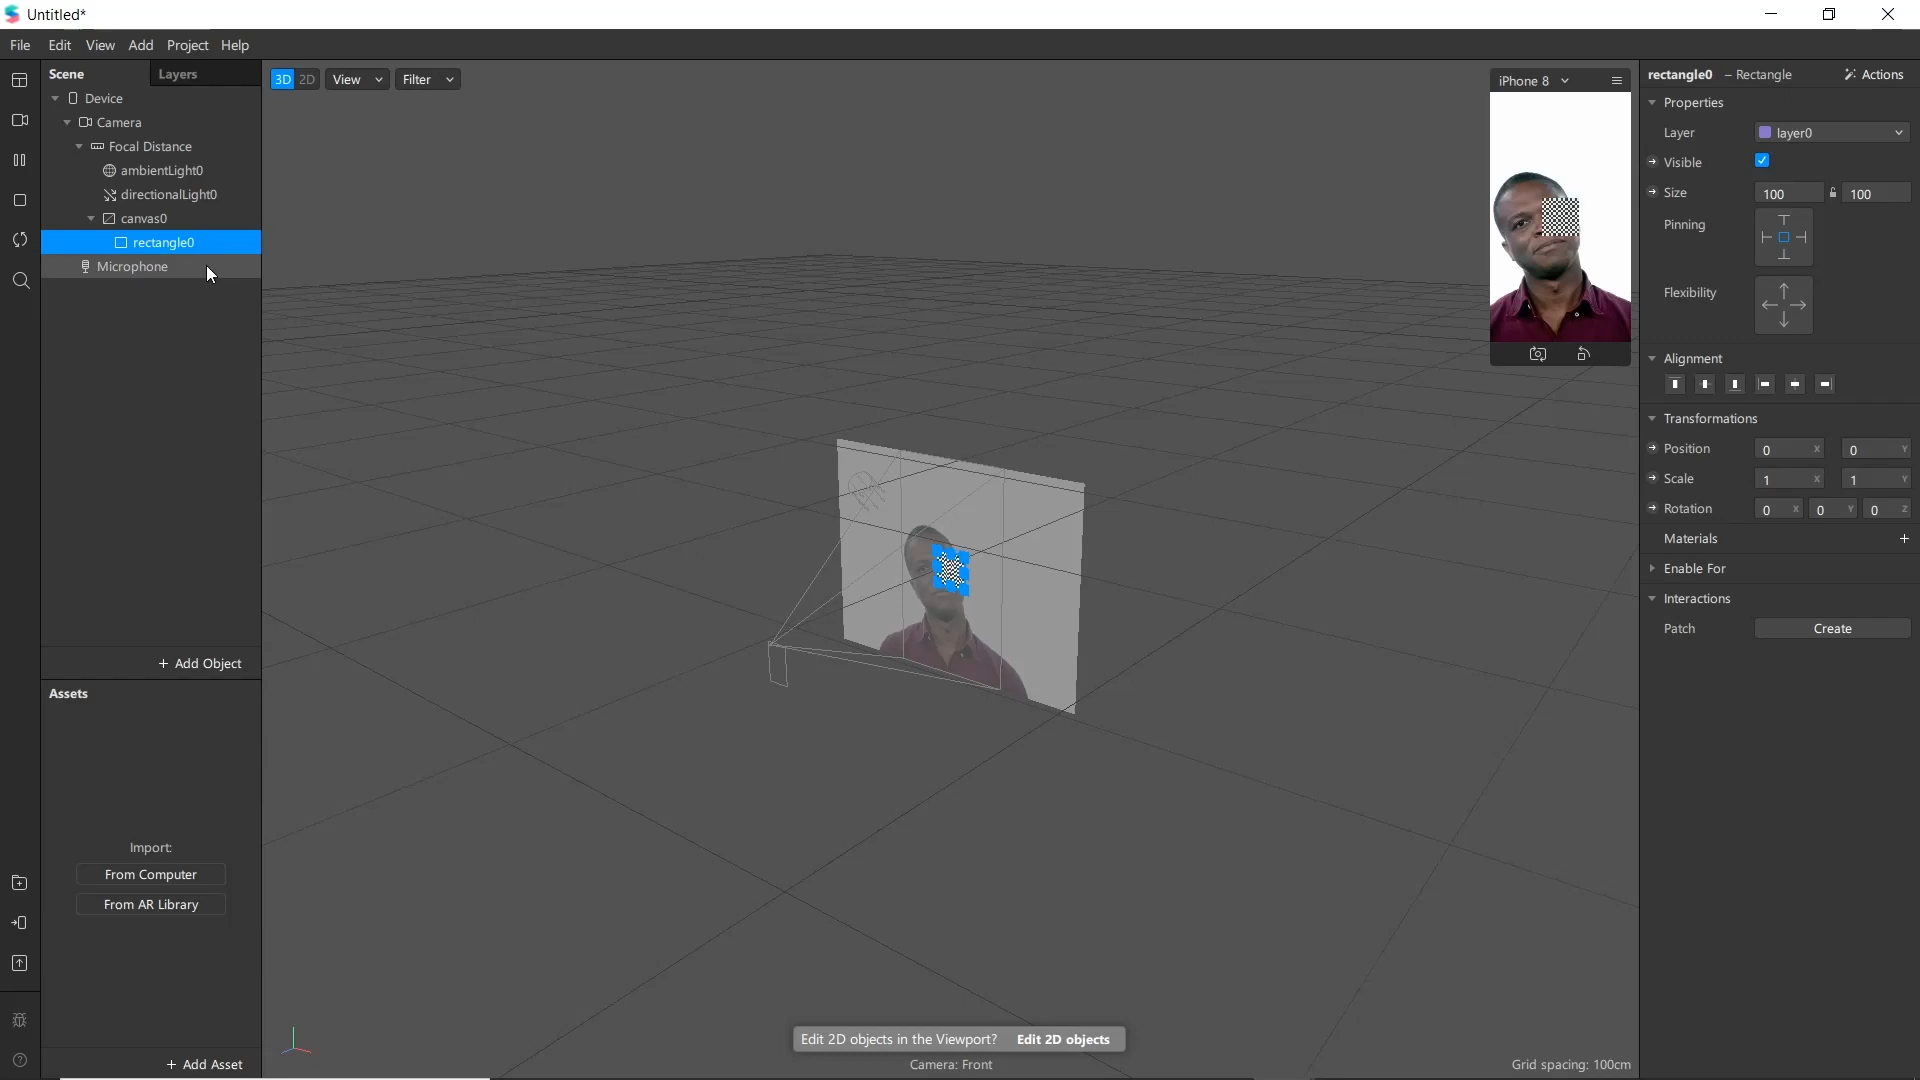 Untitled*
File Edit View Add Project Help
Scene Layers
Device
Camera
Focal Distance
ambientLight0
directionalLight0
canvas0
rectangle0
Microphone
+ Add Object
Assets
Import:
From Computer
From AR Library
+ Add Asset
3D 2D View Filter
iPhone 8
Edit 2D objects in the Viewport? Edit 2D objects
Camera: Front
Grid spacing: 100cm
rectangle0 – Rectangle Actions
Properties
Layer layer0
Visible
Size 100 100
Pinning
Flexibility
Alignment
Transformations
Position 0 X 0 Y
Scale 1 X 1 Y
Rotation 0 X 0 Y 0 Z
Materials +
Enable For
Interactions
Patch Create